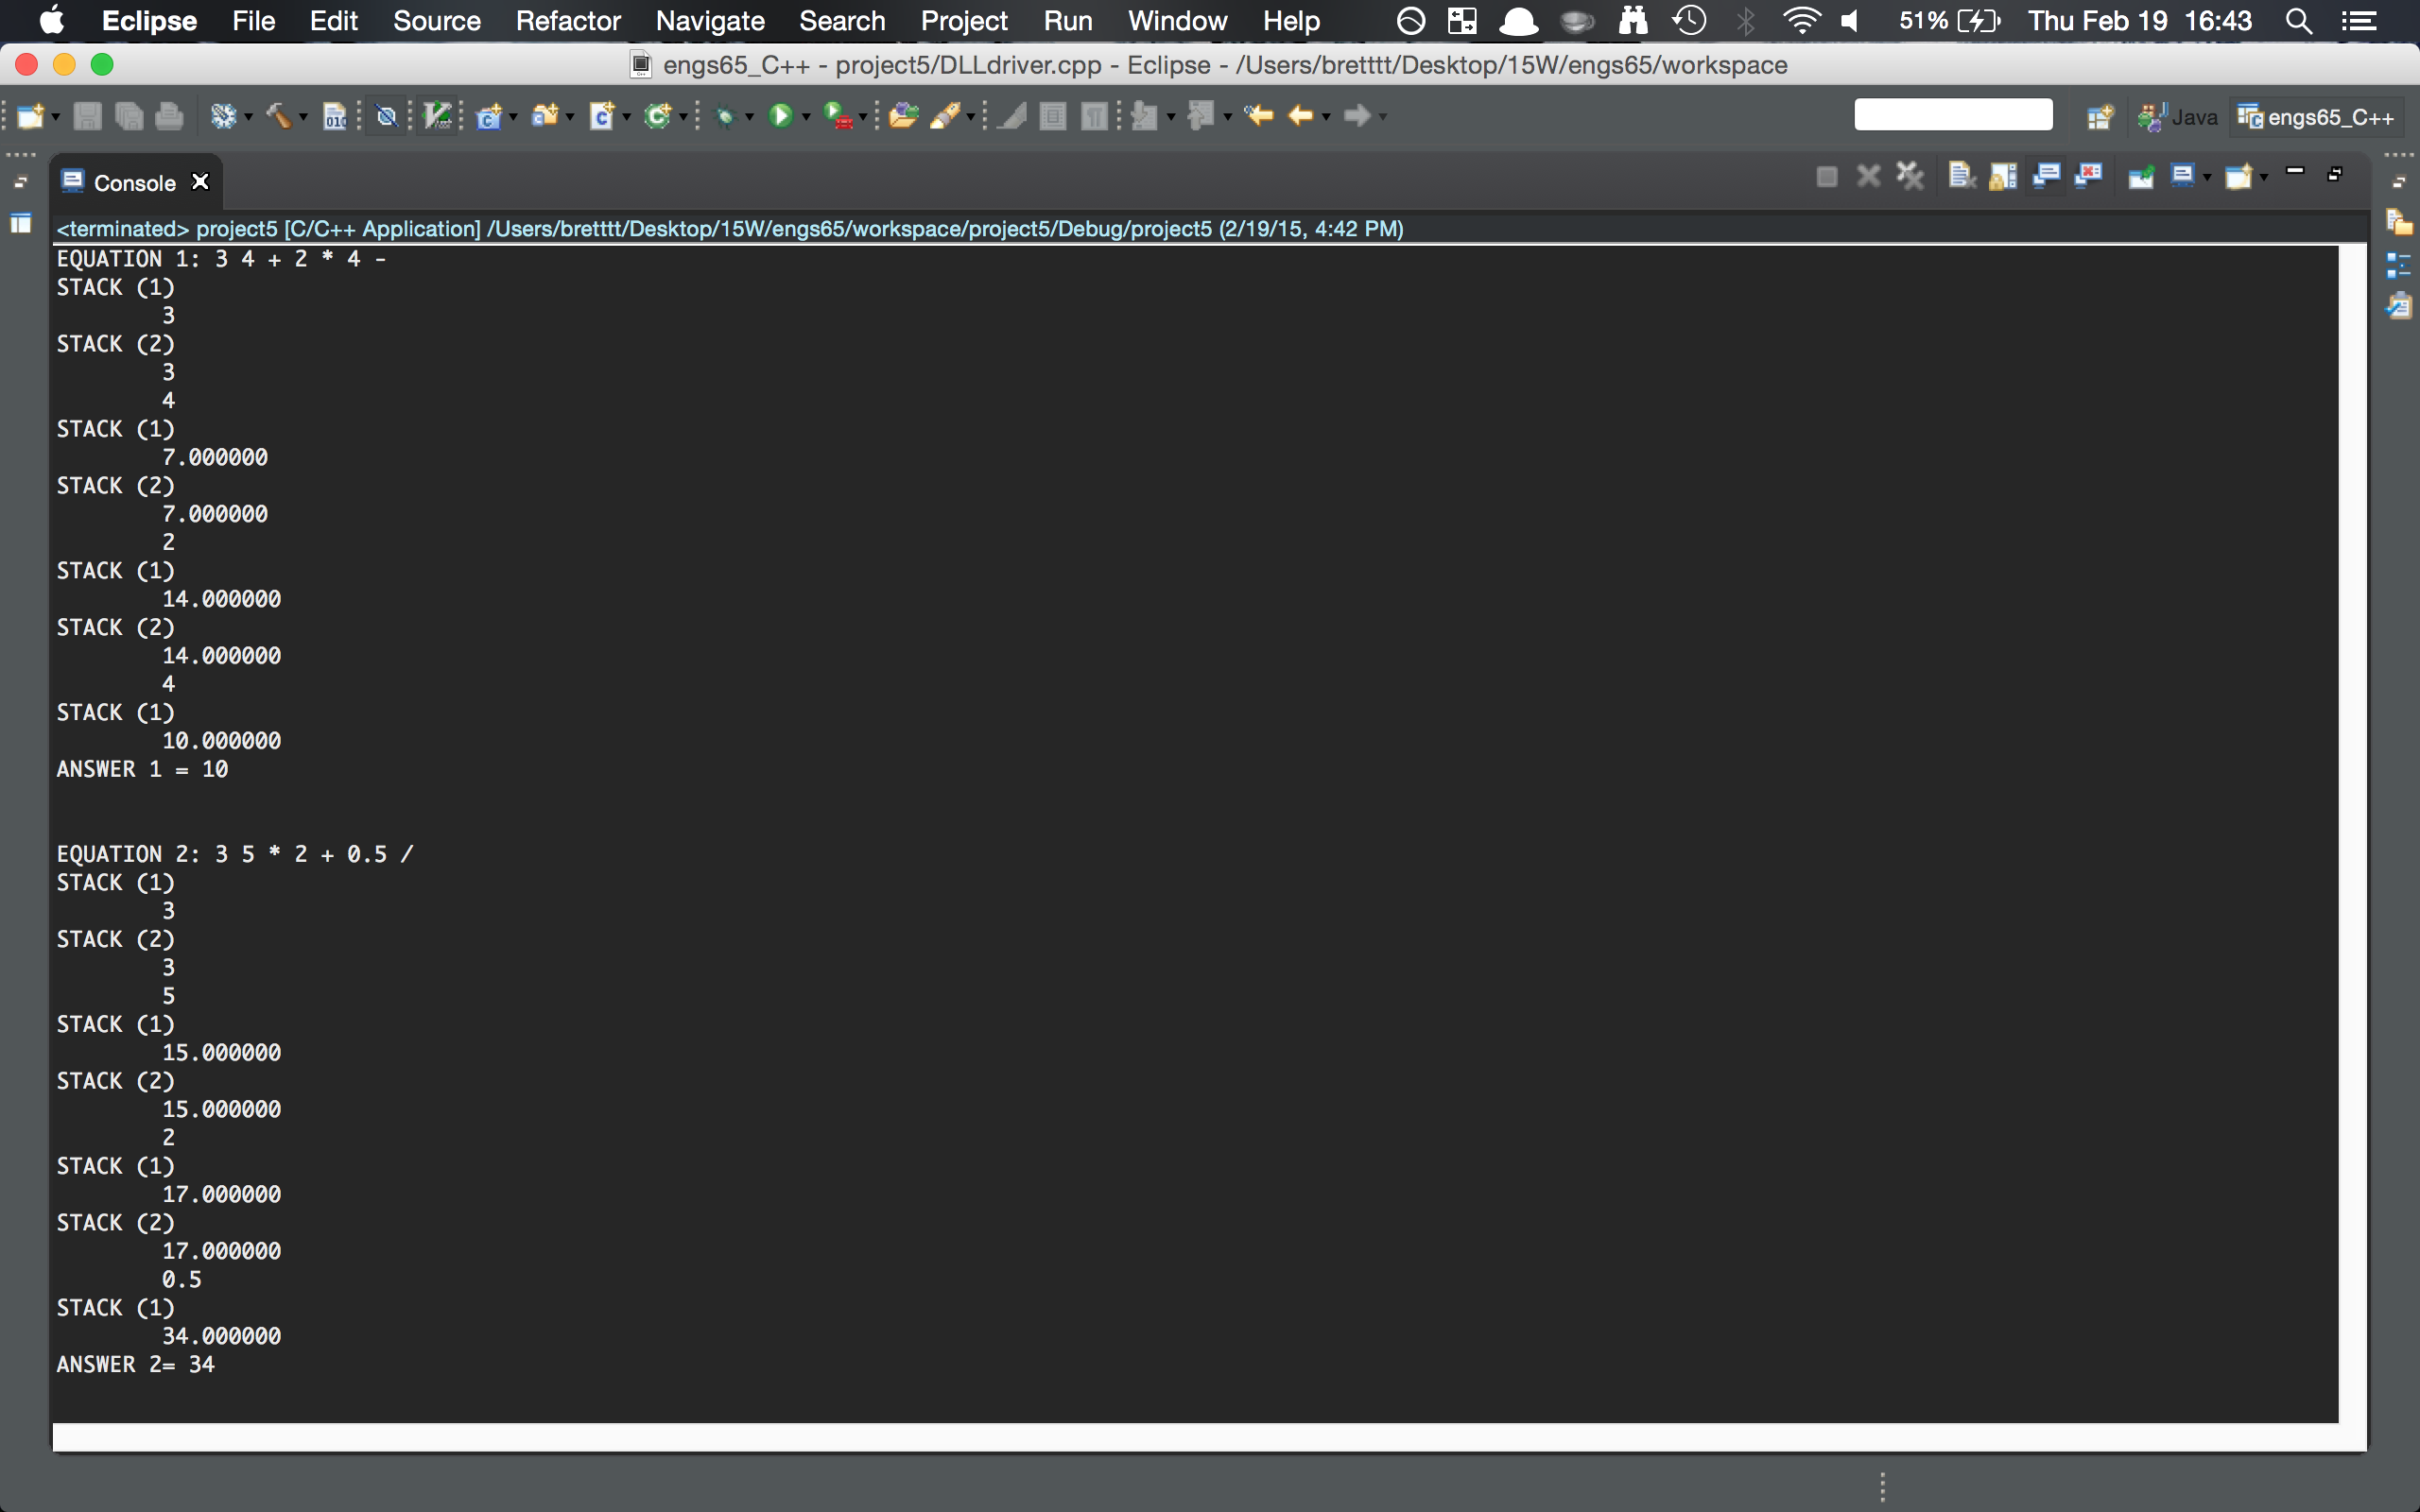 Eclipse File Edit Source Refactor Navigate Search Project Run Window Help 51% Thu Feb 19 16:43
engs65_C++ - project5/DLLdriver.cpp - Eclipse - /Users/bretttt/Desktop/15W/engs65/workspace
010 Java engs65_C++
Console
<terminated> project5 [C/C++ Application] /Users/bretttt/Desktop/15W/engs65/workspace/project5/Debug/project5 (2/19/15, 4:42 PM)
EQUATION 1: 3 4 + 2 * 4 -
STACK (1)
3
STACK (2)
3
4
STACK (1)
7.000000
STACK (2)
7.000000
2
STACK (1)
14.000000
STACK (2)
14.000000
4
STACK (1)
10.000000
ANSWER 1 = 10
EQUATION 2: 3 5 * 2 + 0.5 /
STACK (1)
3
STACK (2)
3
5
STACK (1)
15.000000
STACK (2)
15.000000
2
STACK (1)
17.000000
STACK (2)
17.000000
0.5
STACK (1)
34.000000
ANSWER 2= 34